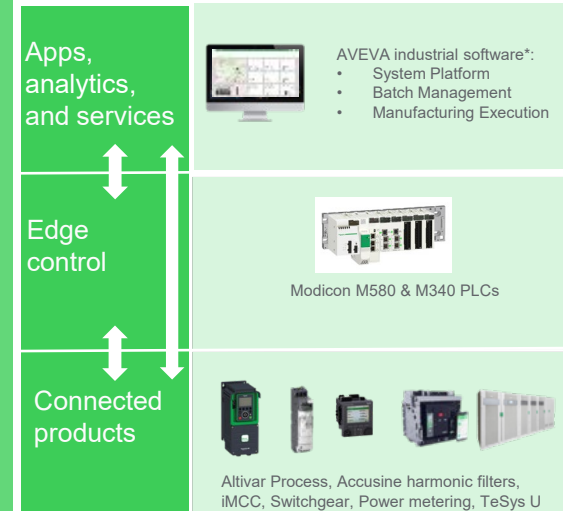 Apps,
analytics,
and services
AVEVA industrial software*:
• System Platform
• Batch Management
• Manufacturing Execution
Edge
control
Modicon M580 & M340 PLCs
Connected
products
Altivar Process, Accusine harmonic filters,
iMCC, Switchgear, Power metering, TeSys U